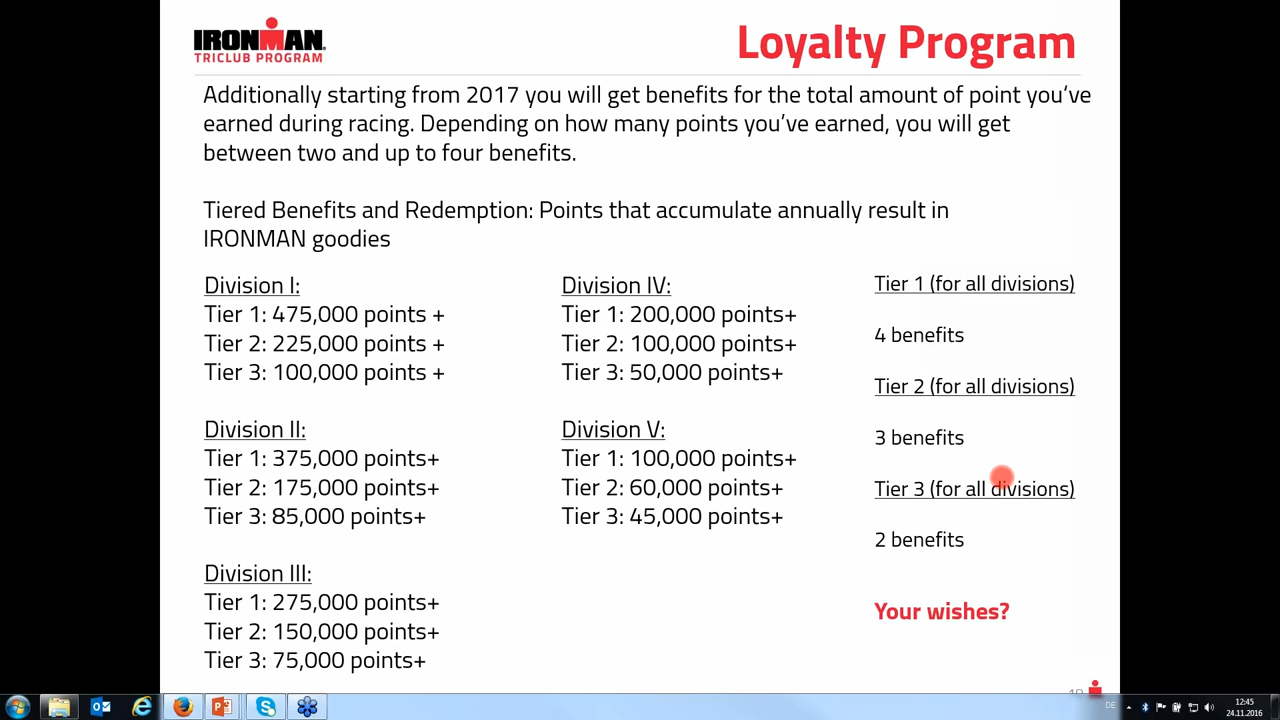 IRONMAN
TRICLUB PROGRAM
Loyalty Program
Additionally starting from 2017 you will get benefits for the total amount of point you've
earned during racing. Depending on how many points you've earned, you will get
between two and up to four benefits.
Tiered Benefits and Redemption: Points that accumulate annually result in
IRONMAN goodies
Division I:
Tier 1: 475,000 points +
Tier 2: 225,000 points +
Tier 3: 100,000 points +
Division II:
Tier 1: 375,000 points+
Tier 2: 175,000 points+
Tier 3: 85,000 points+
Division III:
Tier 1: 275,000 points+
Tier 2: 150,000 points+
Tier 3: 75,000 points+
Division IV:
Tier 1: 200,000 points+
Tier 2: 100,000 points+
Tier 3: 50,000 points+
Division V:
Tier 1: 100,000 points+
Tier 2: 60,000 points+
Tier 3: 45,000 points+
Tier 1 (for all divisions)
4 benefits
Tier 2 (for all divisions)
3 benefits
Tier 3 (for all divisions)
2 benefits
Your wishes?
DE
12:45
24.11.2016